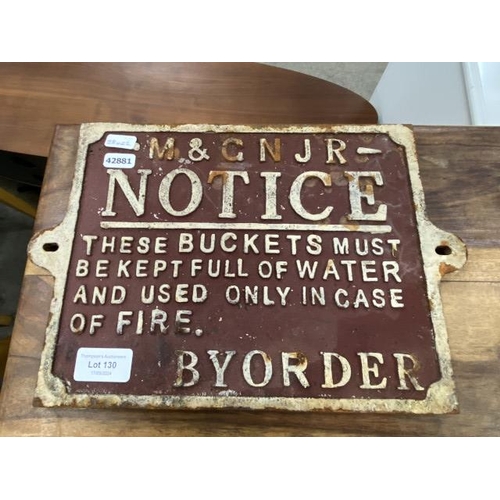 M. & G N J R -
NOTICE
THESE BUCKETS MUST
BE KEPT FULL OF WATER
AND USED ONLY IN CASE
OF FIRE.
BY ORDER
42881
Lot 130